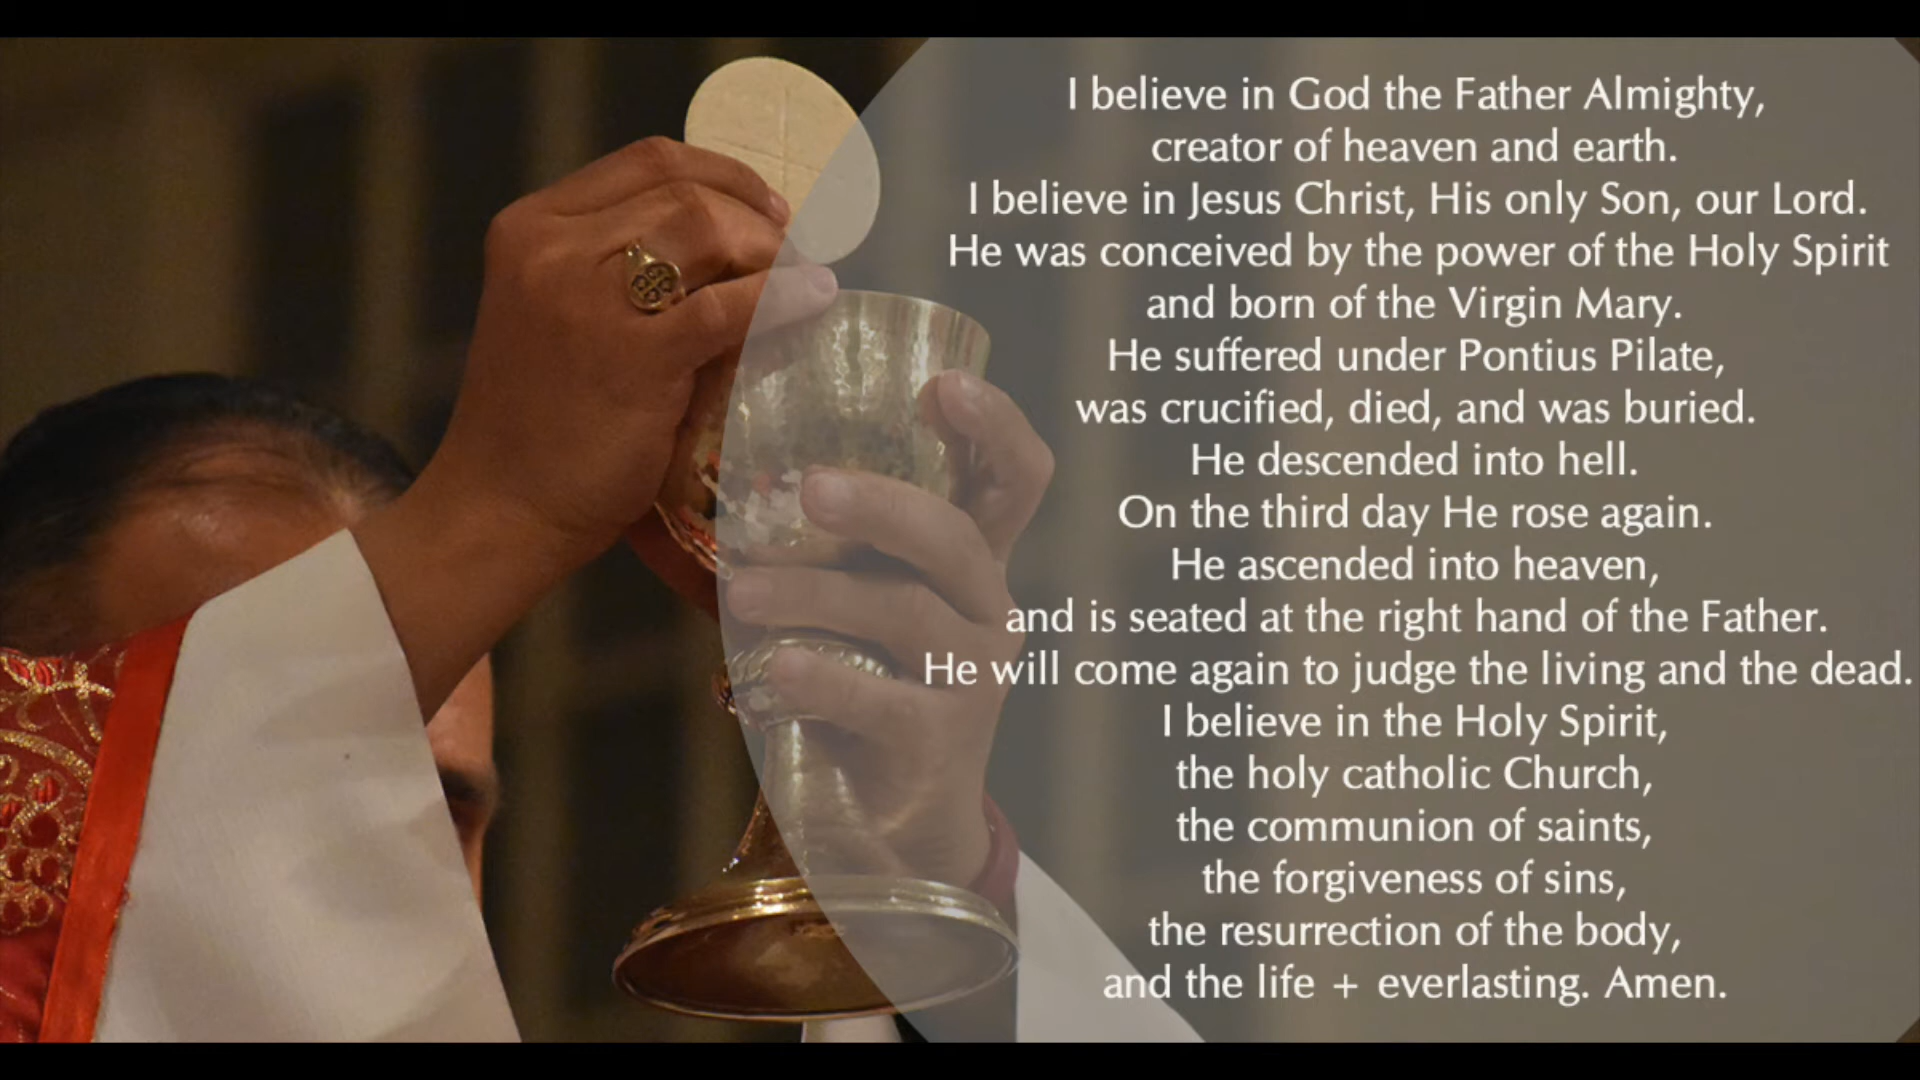 I believe in God the Father Almighty,
creator of heaven and earth.
I believe in Jesus Christ, His only Son, our Lord.
He was conceived by the power of the Holy Spirit
and born of the Virgin Mary.
He suffered under Pontius Pilate,
was crucified, died, and was buried.
He descended into hell.
On the third day He rose again.
He ascended into heaven,
and is seated at the right hand of the Father.
He will come again to judge the living and the dead.
I believe in the Holy Spirit,
the holy catholic Church,
the communion of saints,
the forgiveness of sins,
the resurrection of the body,
and the life + everlasting. Amen.